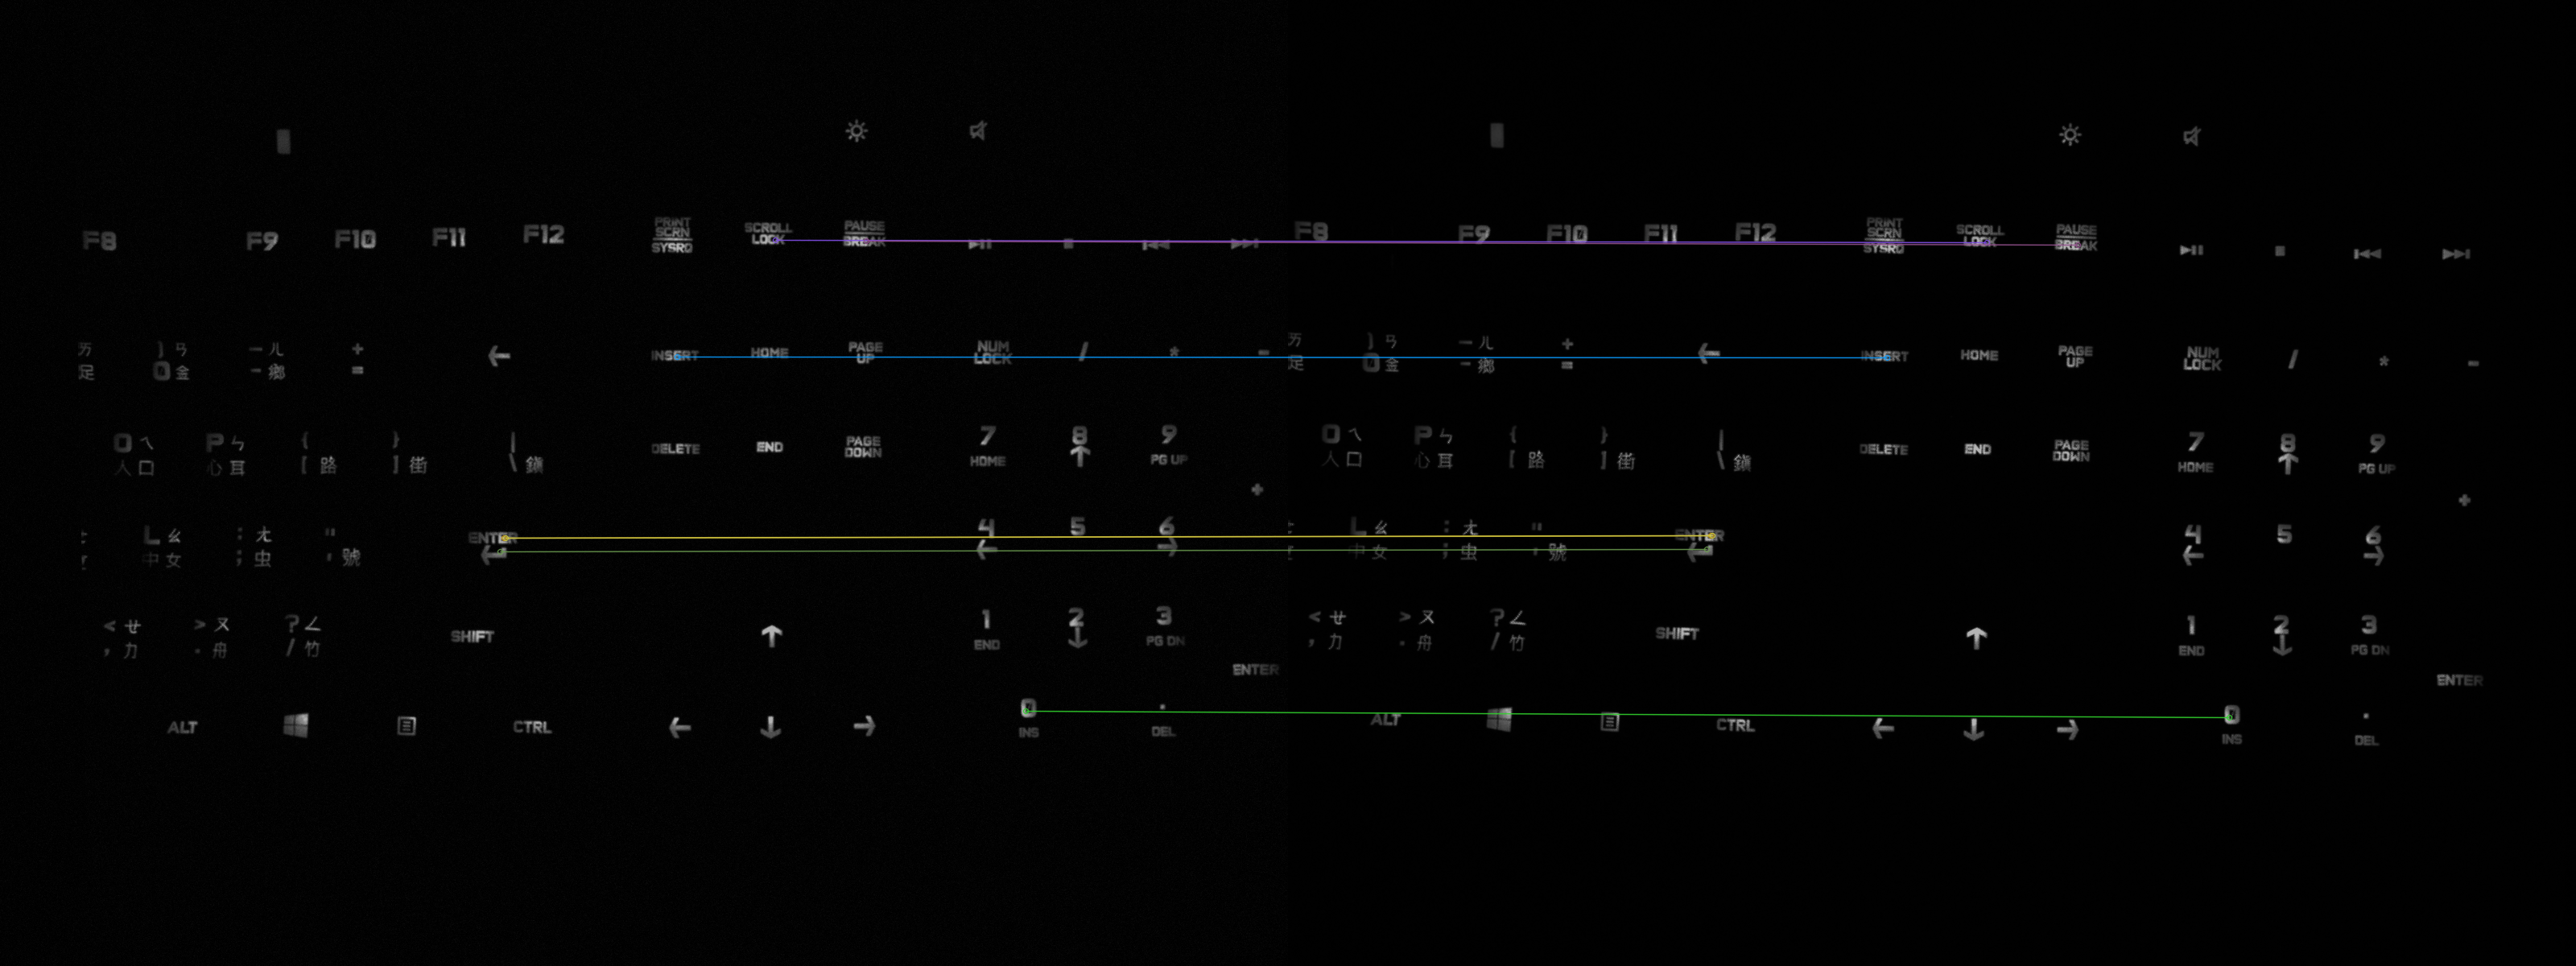 F8 F9 F10 F11 F12 PRINT SCRN SYSRQ SCROLL LOCK PAUSE BREAK F8 F9 F10 F11 F12 PRINT SCRN SYSRQ SCROLL LOCK PAUSE BREAK
ㄞ ) ㄢ — ㄦ + ← INSERT HOME PAGE UP NUM LOCK / * - ㄞ ) ㄢ — ㄦ + ← INSERT HOME PAGE UP NUM LOCK / * -
足 0 金 - 鄉 = 足 0 金 - 鄉 =
O ㄟ P ㄣ { } | DELETE END PAGE DOWN 7 8 9 O ㄟ P ㄣ { } | DELETE END PAGE DOWN 7 8 9
人 口 心 耳 [ 路 ] 街 \ 鎭 HOME ↑ PG UP 人 口 心 耳 [ 路 ] 街 \ 鎭 HOME ↑ PG UP
+ +
L ㄠ : ㄤ " ENTER 4 5 6 L ㄠ : ㄤ " ENTER 4 5 6
中 女 ; 虫 ' 號 ← → 中 女 ; 虫 ' 號 ← →
< ㄝ > ㄡ ? ㄥ SHIFT ↑ 1 2 3 < ㄝ > ㄡ ? ㄥ SHIFT ↑ 1 2 3
, 力 . 舟 / 竹 END ↓ PG DN , 力 . 舟 / 竹 END ↓ PG DN
ENTER ENTER
ALT CTRL ← ↓ → 0 . ALT CTRL ← ↓ → 0 .
INS DEL INS DEL